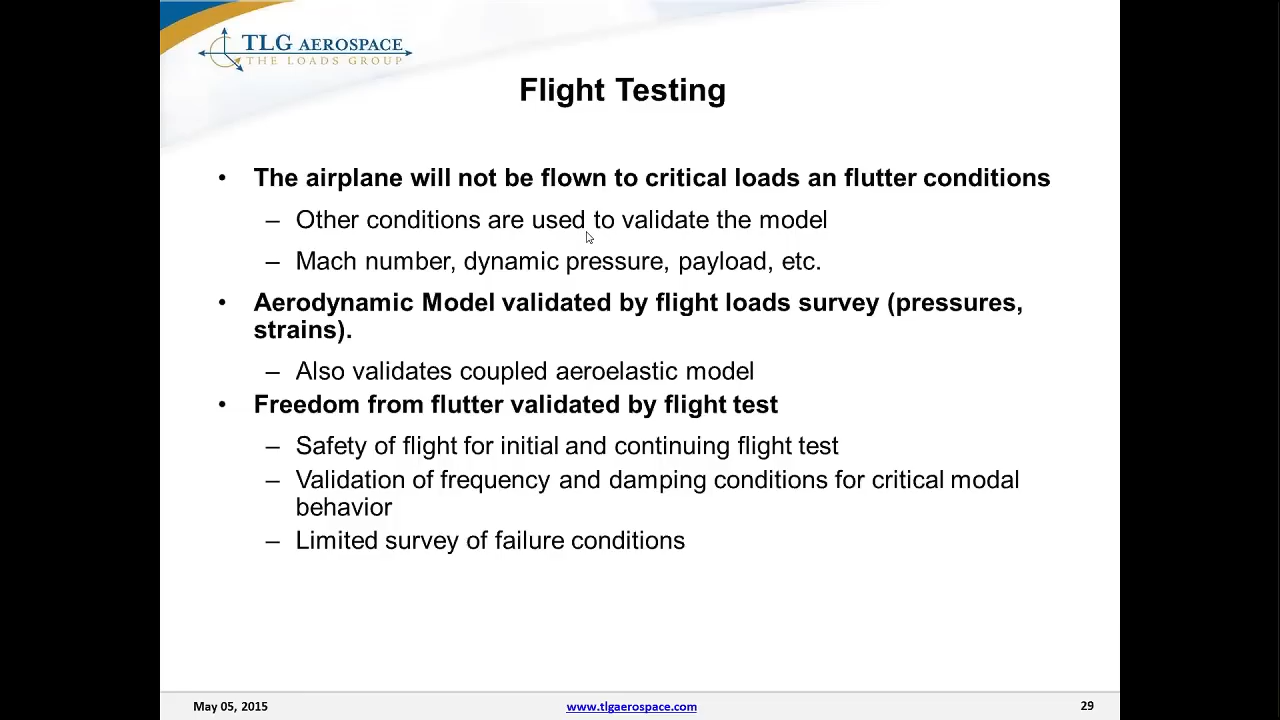 TLG AEROSPACE
THE LOADS GROUP
Flight Testing
• The airplane will not be flown to critical loads an flutter conditions
– Other conditions are used to validate the model
– Mach number, dynamic pressure, payload, etc.
• Aerodynamic Model validated by flight loads survey (pressures,
strains).
– Also validates coupled aeroelastic model
• Freedom from flutter validated by flight test
– Safety of flight for initial and continuing flight test
– Validation of frequency and damping conditions for critical modal
behavior
– Limited survey of failure conditions
May 05, 2015
www.tlgaerospace.com
29